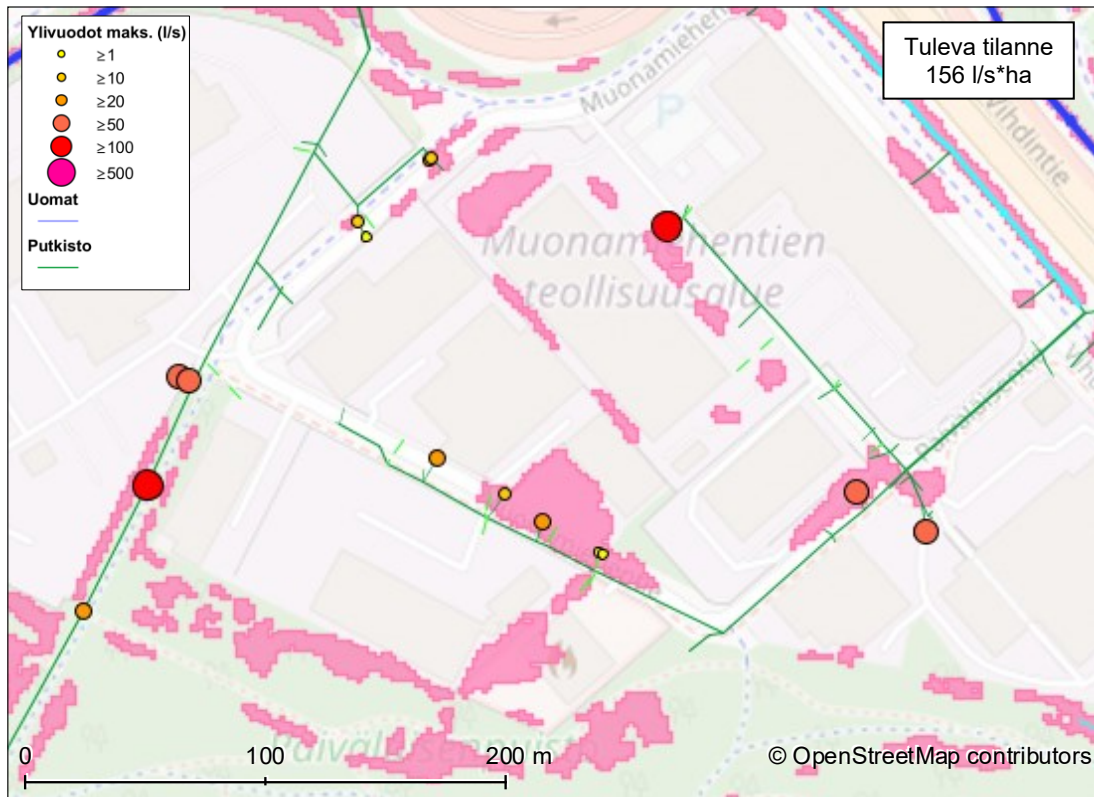 Ylivuodot maks. (l/s)
≥1
≥10
≥20
≥50
≥100
≥500
Uomat
Putkisto
Tuleva tilanne
156 l/s*ha
Muonamiehen
P
Vihdintie
Muonamiehentien
teollisuusalue
0 100 200 m
© OpenStreetMap contributors